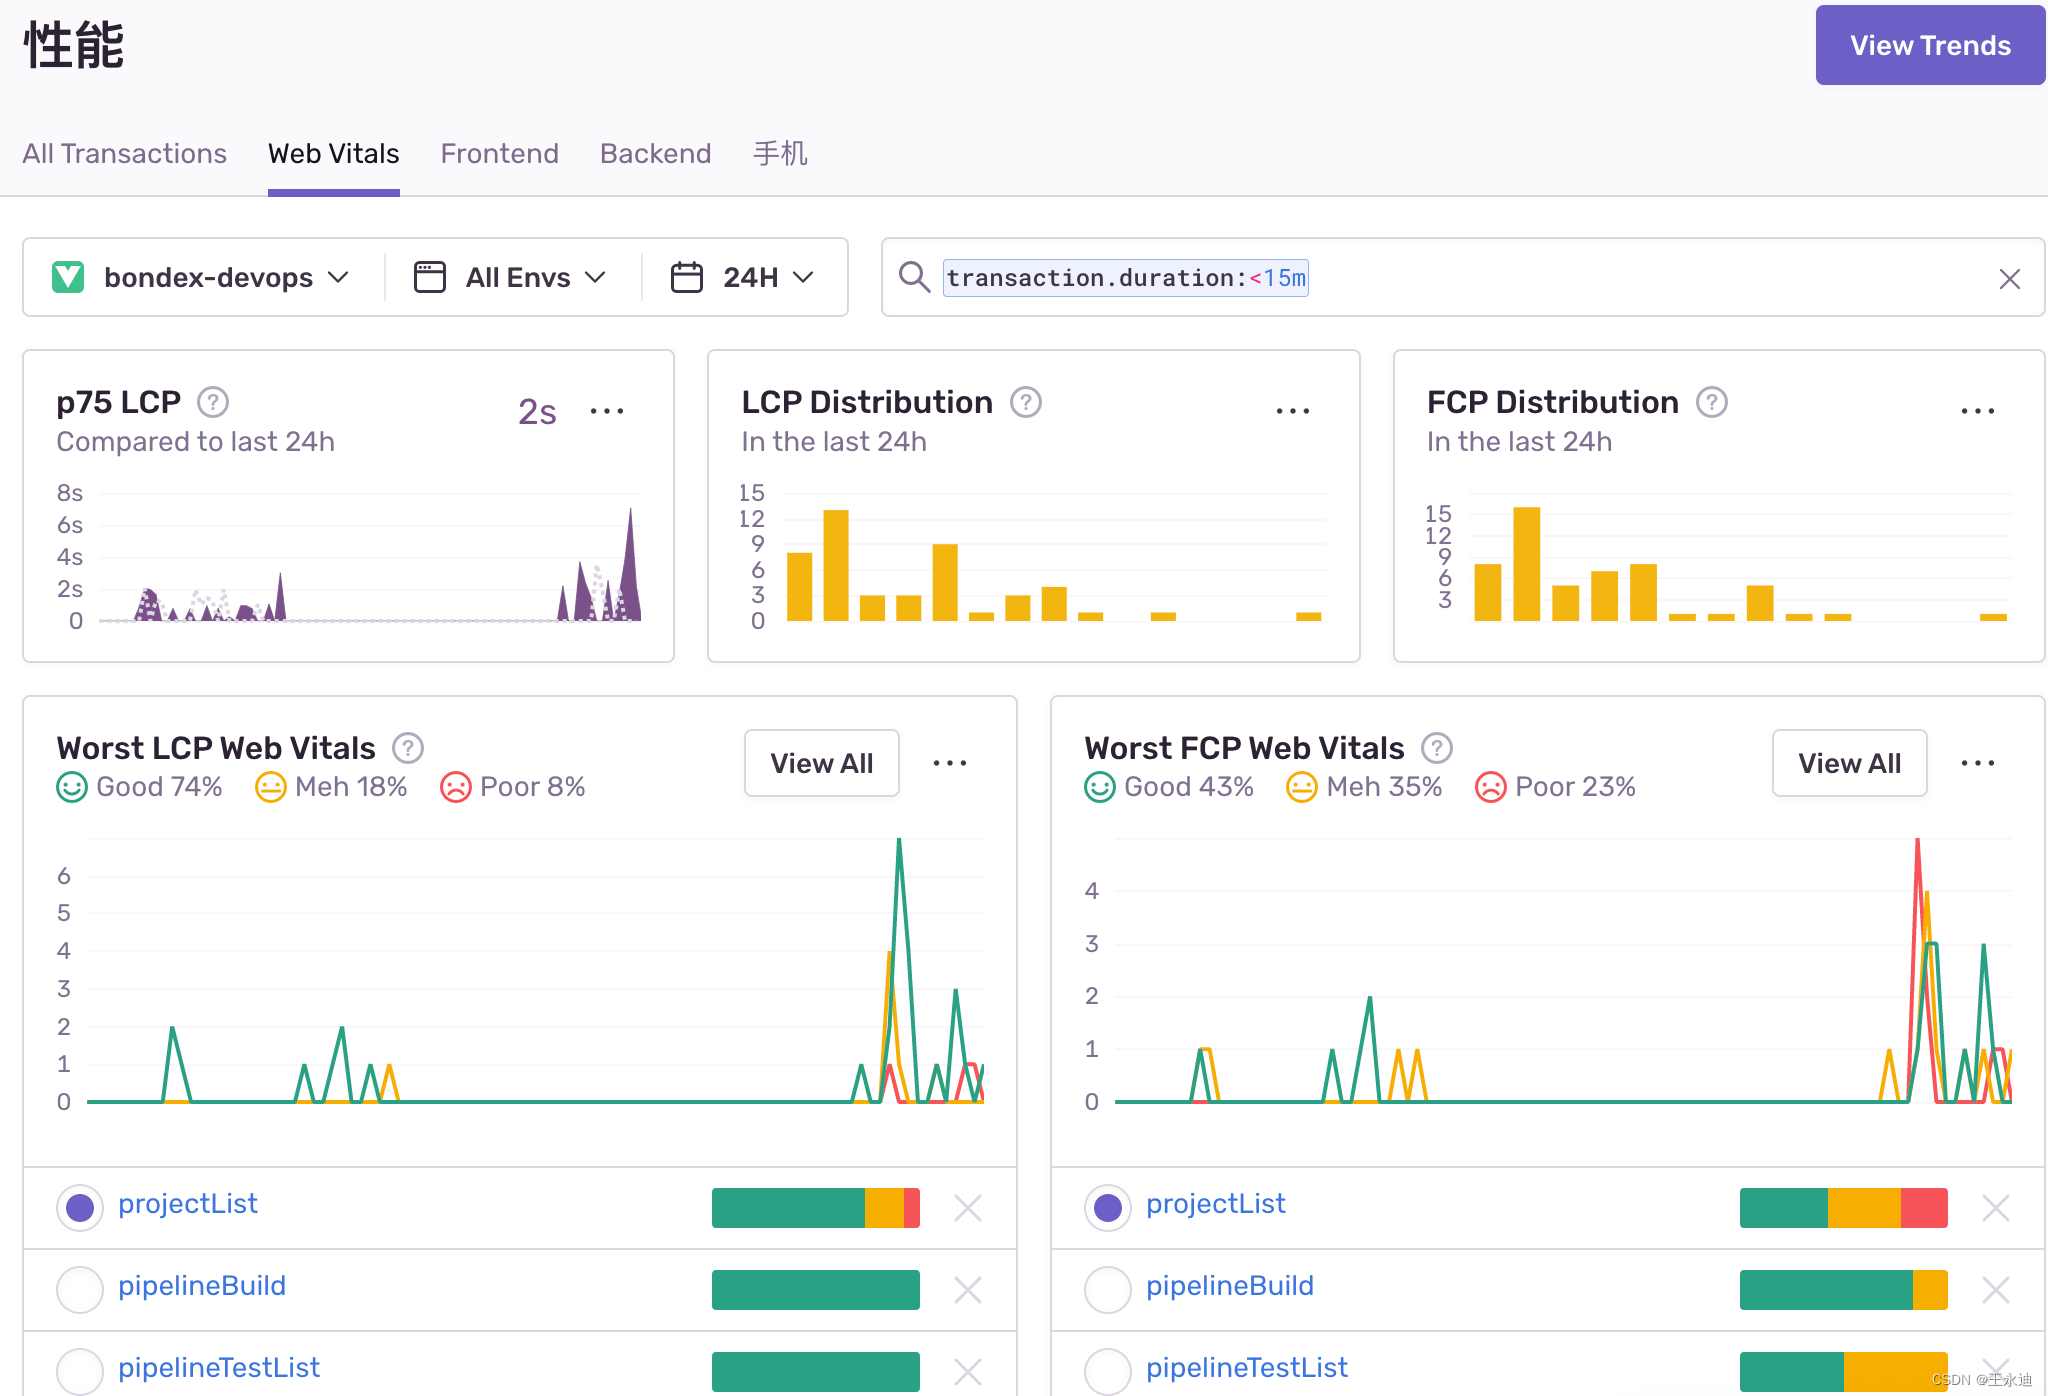 性能
View Trends
All Transactions
Web Vitals
Frontend
Backend
手机
bondex-devops
All Envs
24H
transaction.duration:<15m
p75 LCP ?
2s
Compared to last 24h
8s
6s
4s
2s
0
LCP Distribution ?
In the last 24h
15
12
9
6
3
0
FCP Distribution ?
In the last 24h
15
12
9
6
3
Worst LCP Web Vitals ?
Good 74%
Meh 18%
Poor 8%
View All
6
5
4
3
2
1
0
projectList
pipelineBuild
pipelineTestList
Worst FCP Web Vitals ?
Good 43%
Meh 35%
Poor 23%
View All
4
3
2
1
0
projectList
pipelineBuild
pipelineTestList
CSDN @王永迪